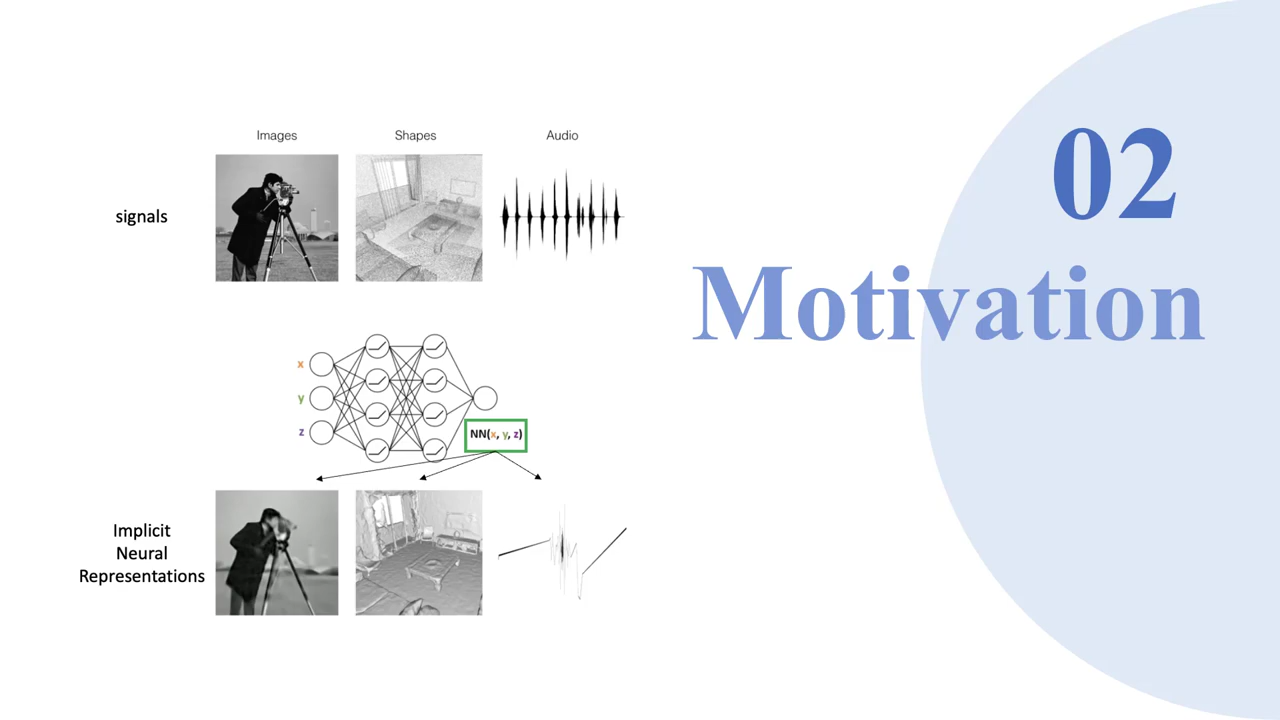 Images
Shapes
Audio
signals
x
y
z
NN(x, y, z)
Implicit
Neural
Representations
02
Motivation